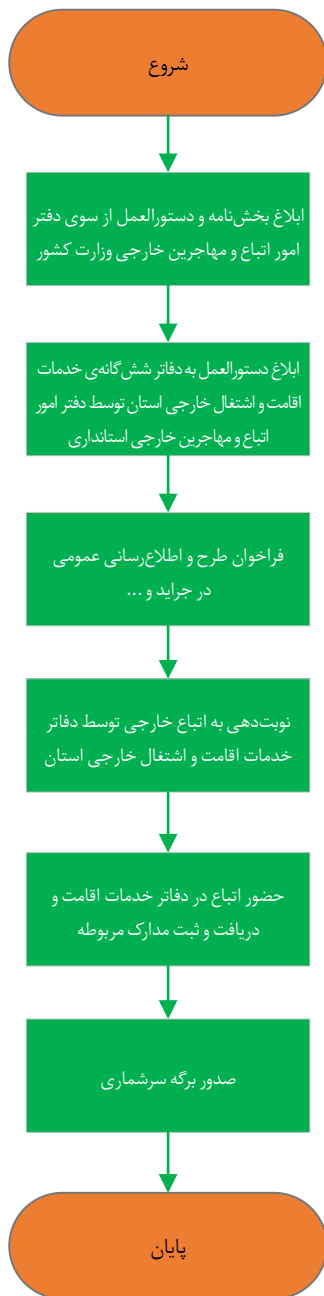 شروع
ابلاغ بخش‌نامه و دستورالعمل از سوی دفتر
امور اتباع و مهاجرین خارجی وزارت کشور
ابلاغ دستورالعمل به دفاتر شش‌گانه‌ی خدمات
اقامت و اشتغال خارجی استان توسط دفتر امور
اتباع و مهاجرین خارجی استانداری
فراخوان طرح و اطلاع‌رسانی عمومی
در جراید و ...
نوبت‌دهی به اتباع خارجی توسط دفاتر
خدمات اقامت و اشتغال خارجی استان
حضور اتباع در دفاتر خدمات اقامت و
دریافت و ثبت مدارک مربوطه
صدور برگه سرشماری
پایان